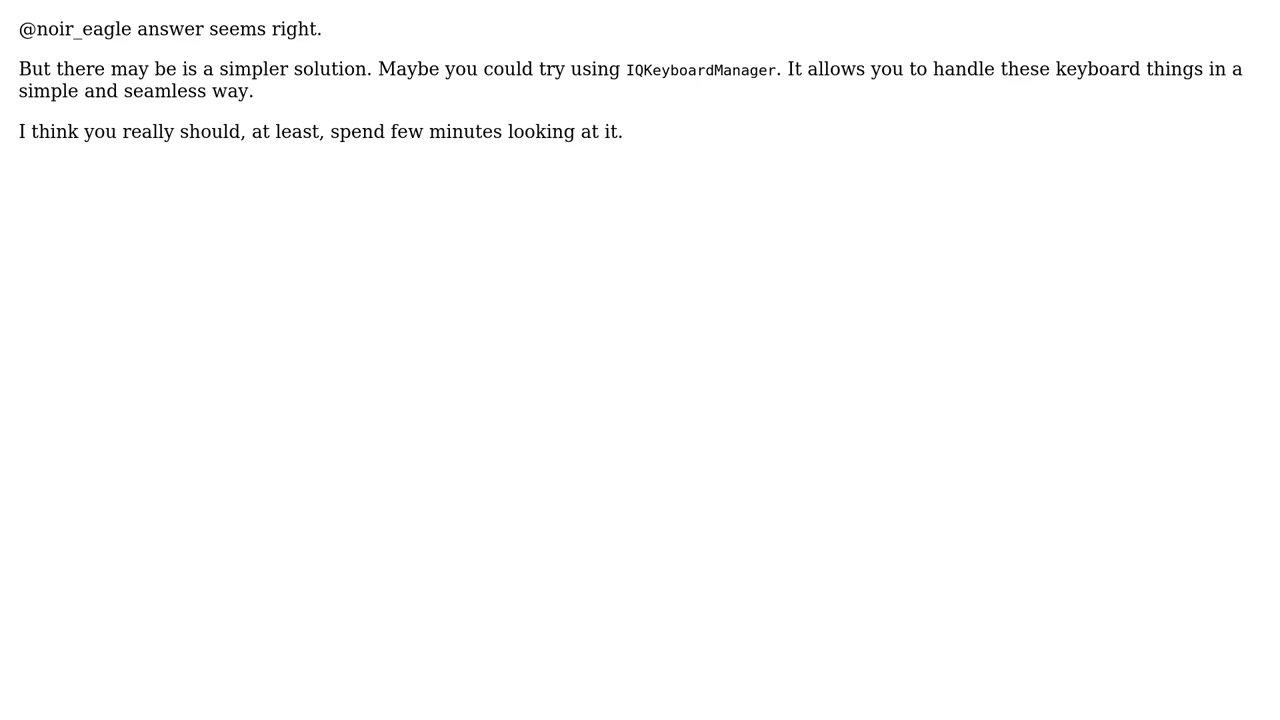 @noir_eagle answer seems right.
But there may be is a simpler solution. Maybe you could try using IQKeyboardManager. It allows you to handle these keyboard things in a
simple and seamless way.
I think you really should, at least, spend few minutes looking at it.